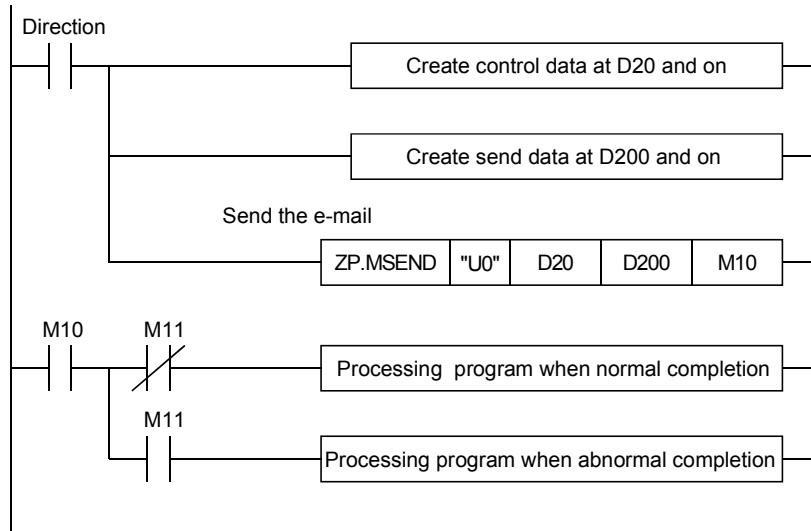 Direction
Create control data at D20 and on
Create send data at D200 and on
Send the e-mail
ZP.MSEND "U0" D20 D200 M10
M10 M11
Processing program when normal completion
M11
Processing program when abnormal completion